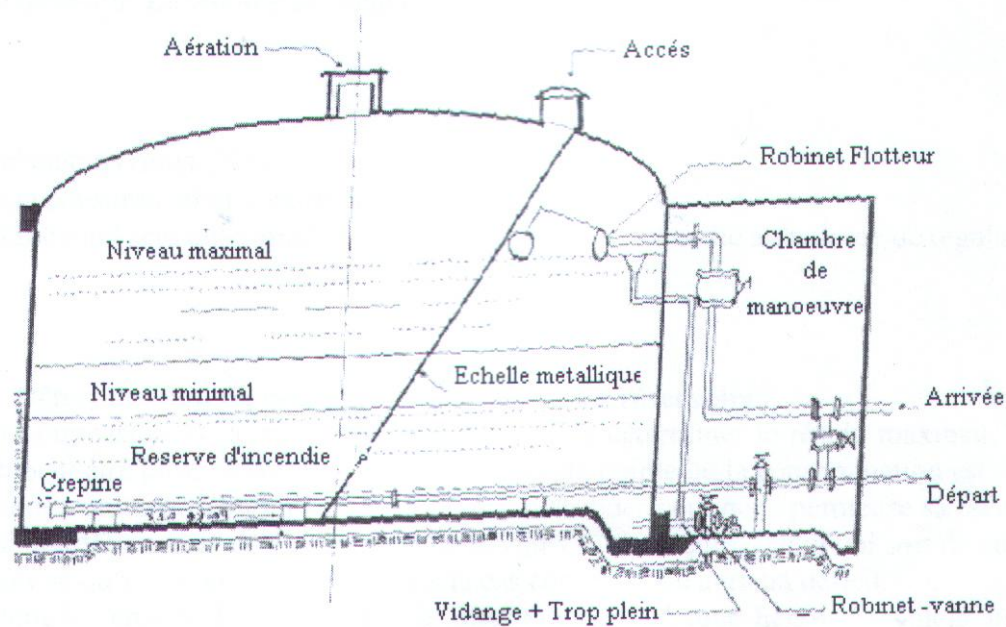 Aération
Accés
Robinet Flotteur
Niveau maximal
Chambre
de
manoeuvre
Niveau minimal
Echelle metallique
Arrivée
Reserve d'incendie
Crepine
Départ
Vidange + Trop plein
Robinet -vanne